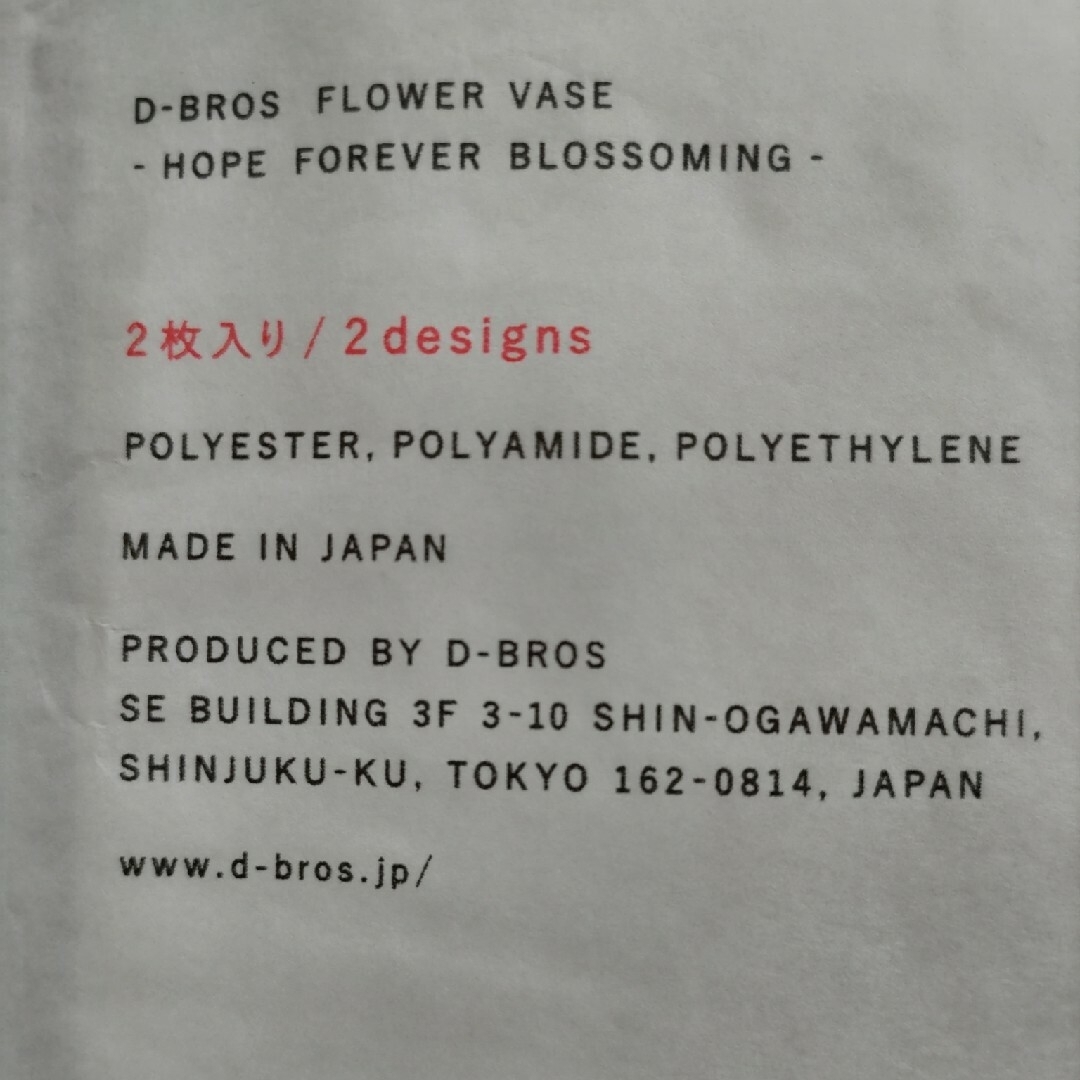 D-BROS FLOWER VASE
- HOPE FOREVER BLOSSOMING -
2枚入り/2designs
POLYESTER, POLYAMIDE, POLYETHYLENE
MADE IN JAPAN
PRODUCED BY D-BROS
SE BUILDING 3F 3-10 SHIN-OGAWAMACHI,
SHINJUKU-KU, TOKYO 162-0814, JAPAN
www.d-bros.jp/